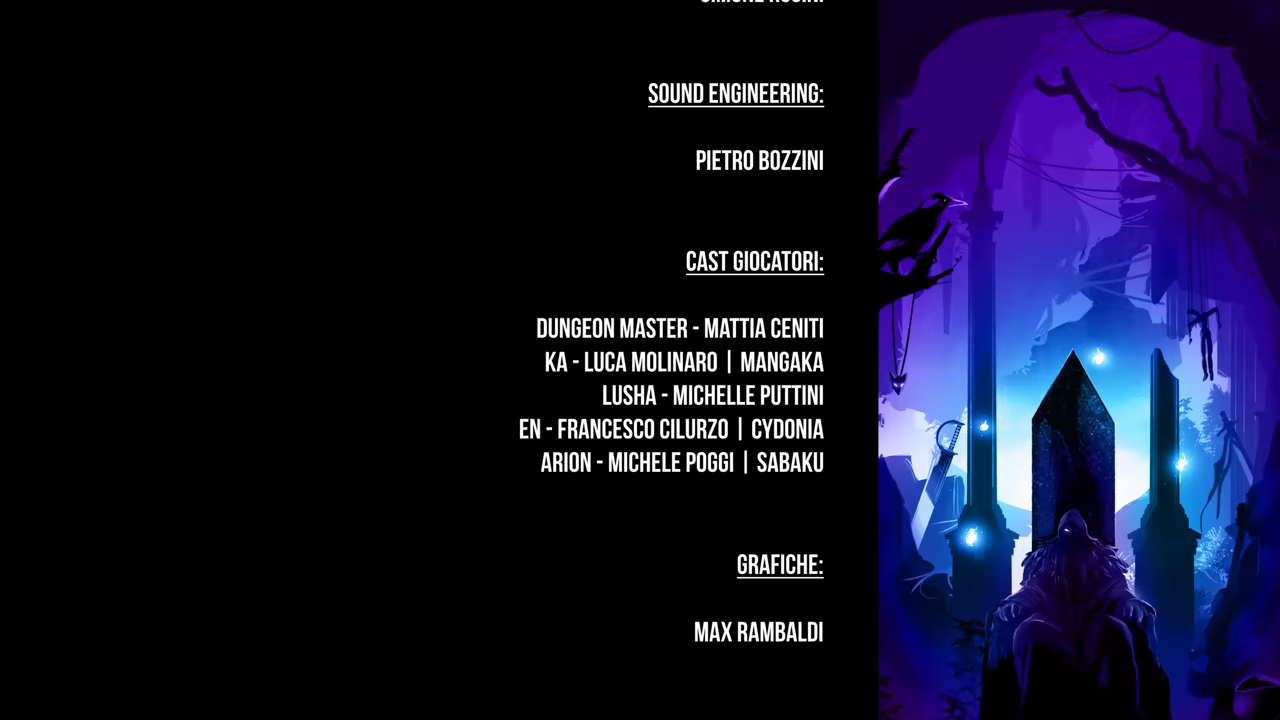 SOUND ENGINEERING:
PIETRO BOZZINI
CAST GIOCATORI:
DUNGEON MASTER - MATTIA CENITI
KA - LUCA MOLINARO | MANGAKA
LUSHA - MICHELLE PUTTINI
EN - FRANCESCO CILURZO | CYDONIA
ARION - MICHELE POGGI | SABAKU
GRAFICHE:
MAX RAMBALDI